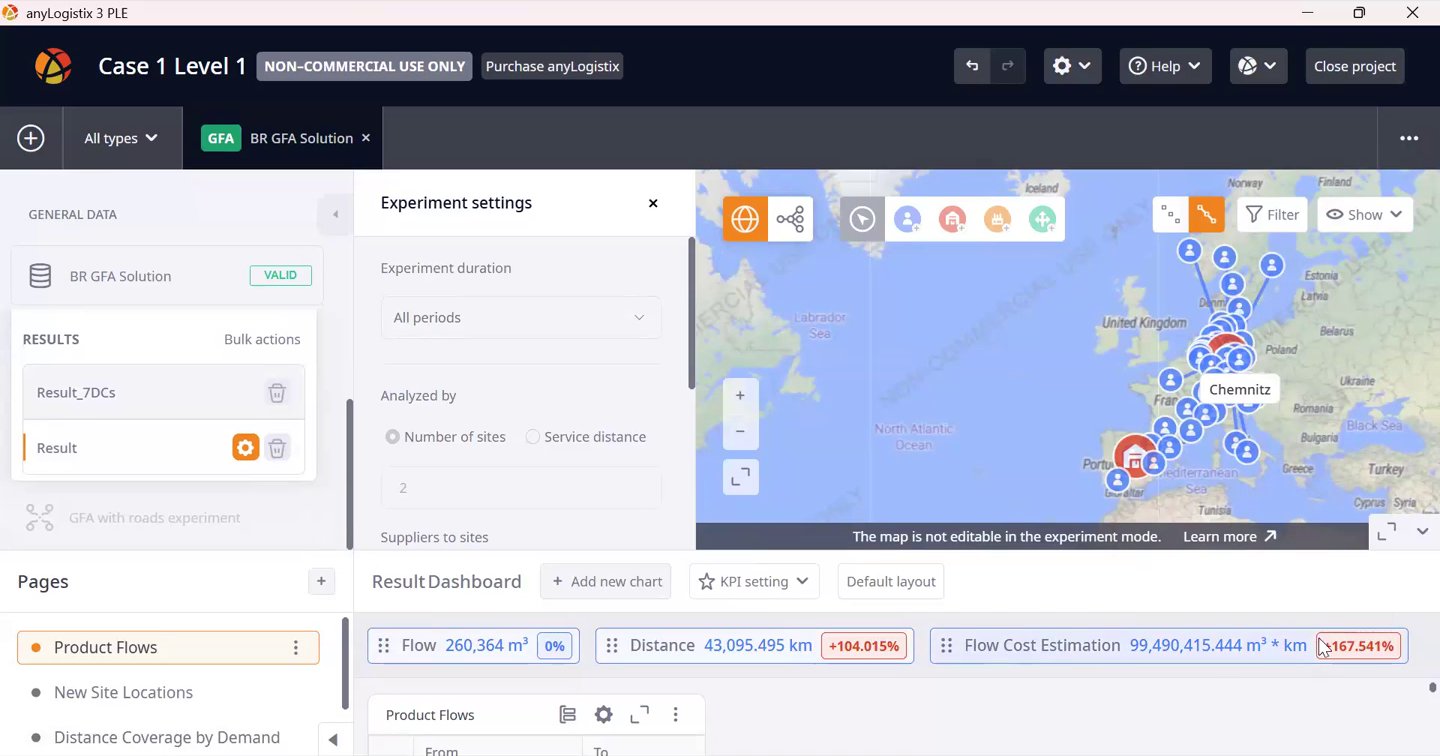 anyLogistix 3 PLE
Case 1 Level 1
NON-COMMERCIAL USE ONLY
Purchase anyLogistix
Help
Close project
All types
GFA BR GFA Solution
GENERAL DATA
BR GFA Solution
VALID
RESULTS
Bulk actions
Result_7DCs
Result
GFA with roads experiment
Experiment settings
Experiment duration
All periods
Analyzed by
Number of sites
Service distance
2
Suppliers to sites
Filter
Show
Iceland
Norway
Finland
Estonia
Latvia
Labrador
Sea
United Kingdom
Belarus
Poland
Chemnitz
Ukraine
Romania
North Atlantic
Ocean
Bulgaria
Black Sea
Greece
Turkey
Sea
Cyprus Syria
Tunisia
The map is not editable in the experiment mode.
Learn more
Pages
Product Flows
New Site Locations
Distance Coverage by Demand
Result Dashboard
+ Add new chart
KPI setting
Default layout
Flow 260,364 m³ 0%
Distance 43,095.495 km +104.015%
Flow Cost Estimation 99,490,415.444 m³ * km 167.541%
Product Flows
From
To